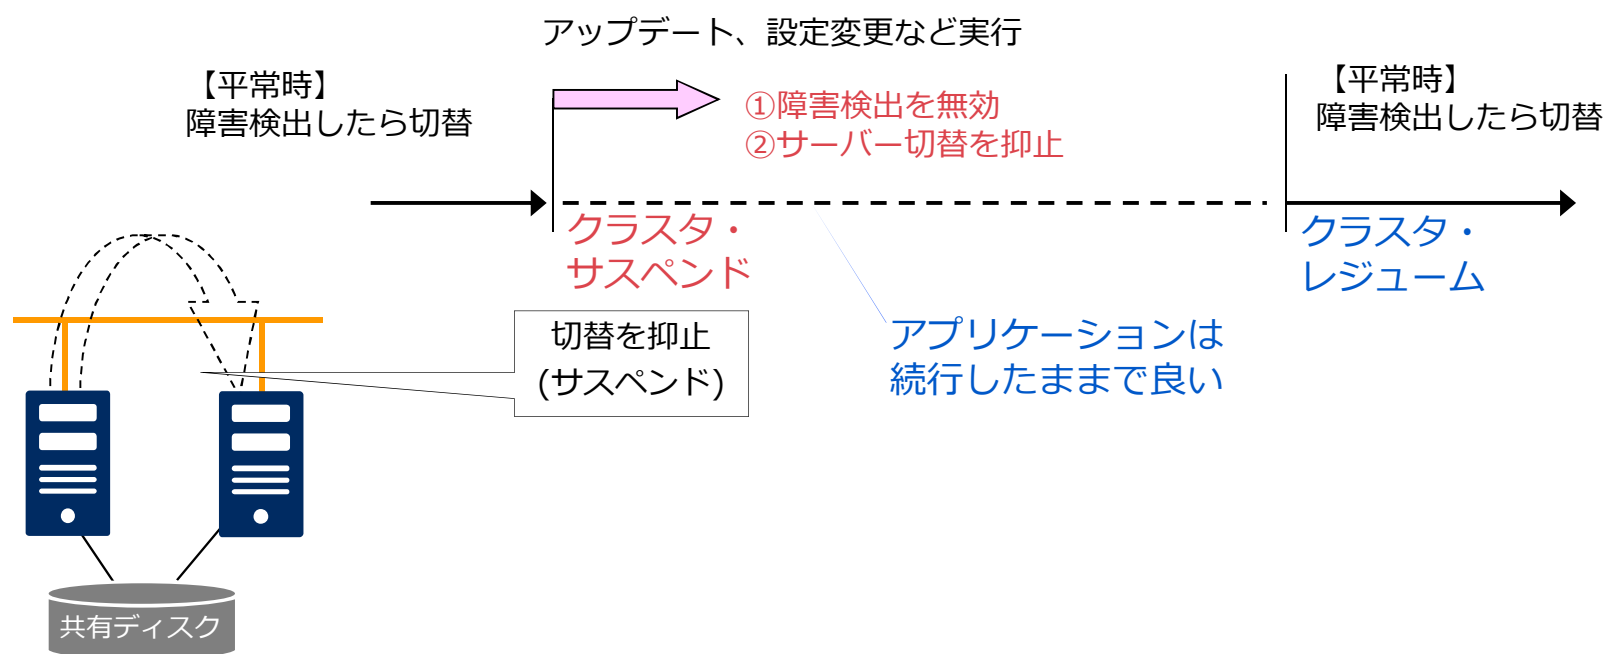 アップデート、設定変更など実行
【平常時】
障害検出したら切替
①障害検出を無効
②サーバー切替を抑止
【平常時】
障害検出したら切替
クラスタ・
サスペンド
クラスタ・
レジューム
切替を抑止
(サスペンド)
アプリケーションは
続行したままで良い
共有ディスク